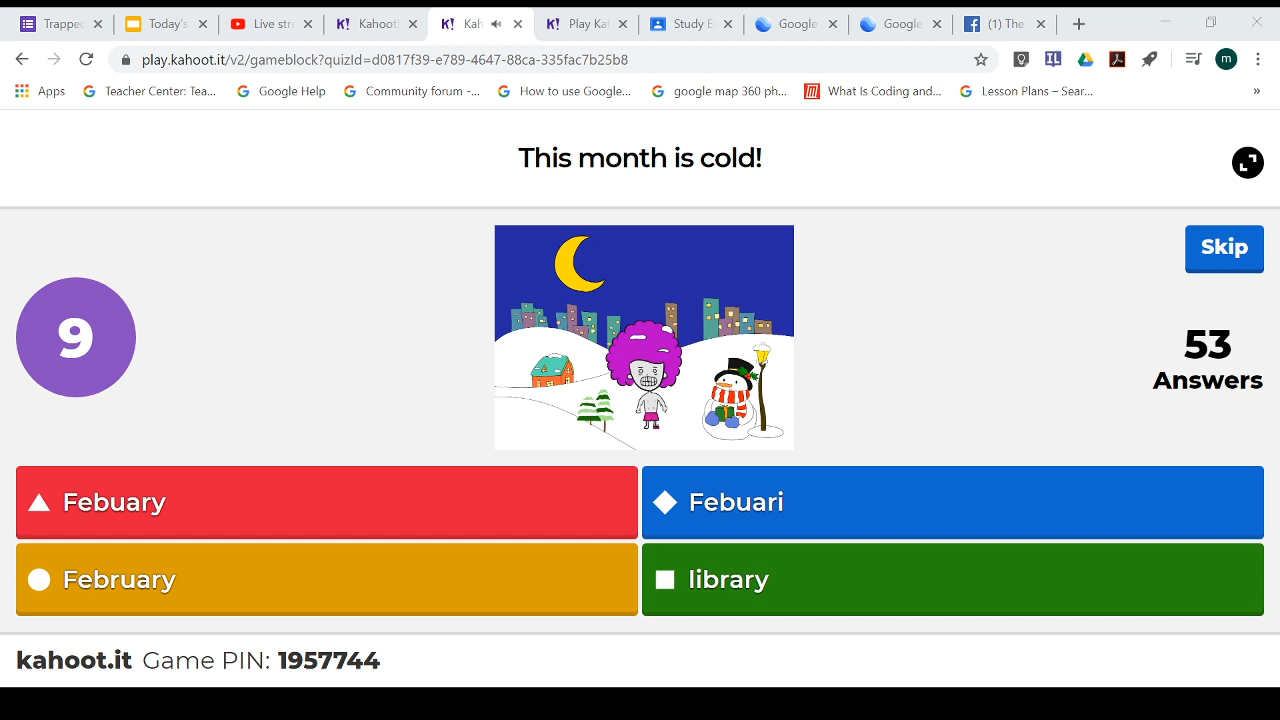 Trapped
Today's
Live stre
Kahoot!
Kah
Play Ka
Study E
Google
Google
(1) The
play.kahoot.it/v2/gameblock?quizId=d0817f39-e789-4647-88ca-335fac7b25b8
m
Apps
Teacher Center: Tea...
Google Help
Community forum -...
How to use Google...
google map 360 ph...
What Is Coding and...
Lesson Plans – Sear...
»
This month is cold!
Skip
9
53
Answers
Febuary
Febuari
February
library
kahoot.it Game PIN: 1957744